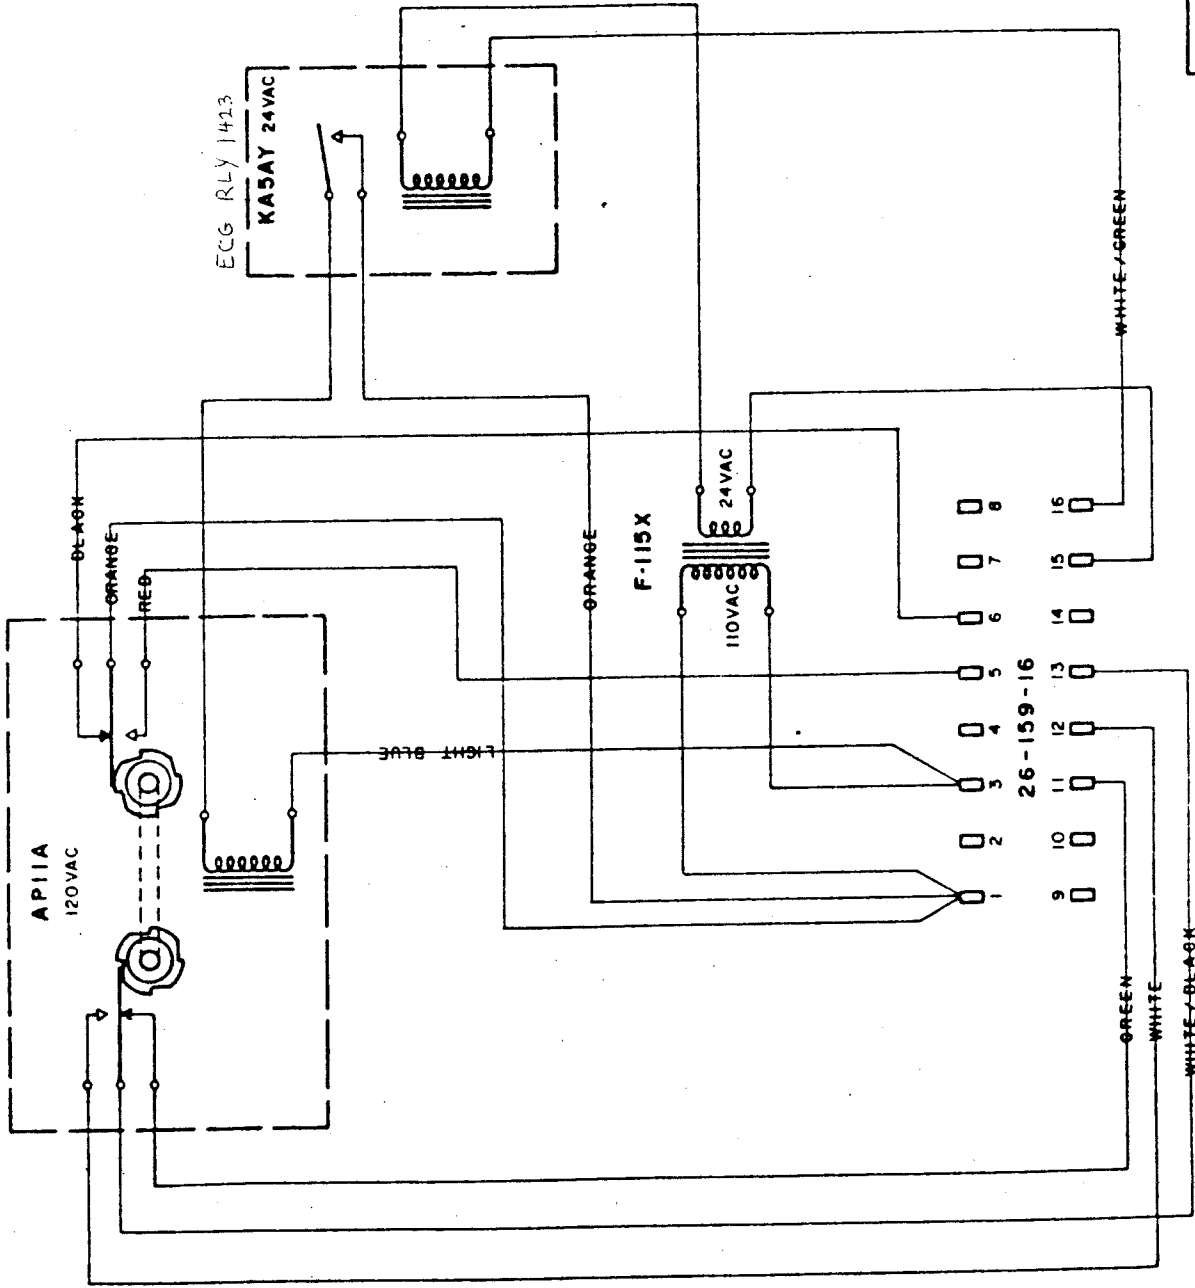 ECG RLY 1423
KA5AY 24VAC
BLACK
ORANGE
RED
AP11A
120VAC
ORANGE
F-115X
110VAC
24VAC
LIGHT BLUE
WHITE/GREEN
1 2 3 4 5 6 7 8
26-159-16
9 10 11 12 13 14 15 16
GREEN
WHITE
WHITE/BLACK